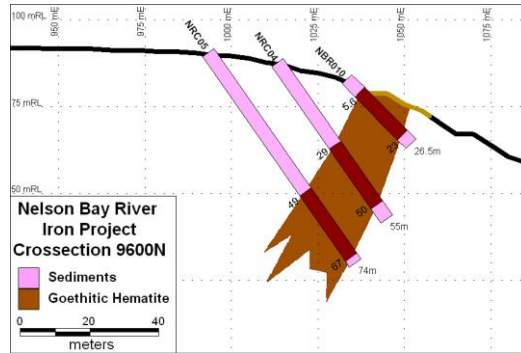 100 mRL
950 mE
975 mE
1000 mE
1025 mE
1050 mE
1075 mE
NRC05
NRC04
NBR010
75 mRL
5.6
23
26.5m
29
50 mRL
49
50
55m
67
74m
Nelson Bay River
Iron Project
Crossection 9600N
Sediments
Goethitic Hematite
0 20 40
meters